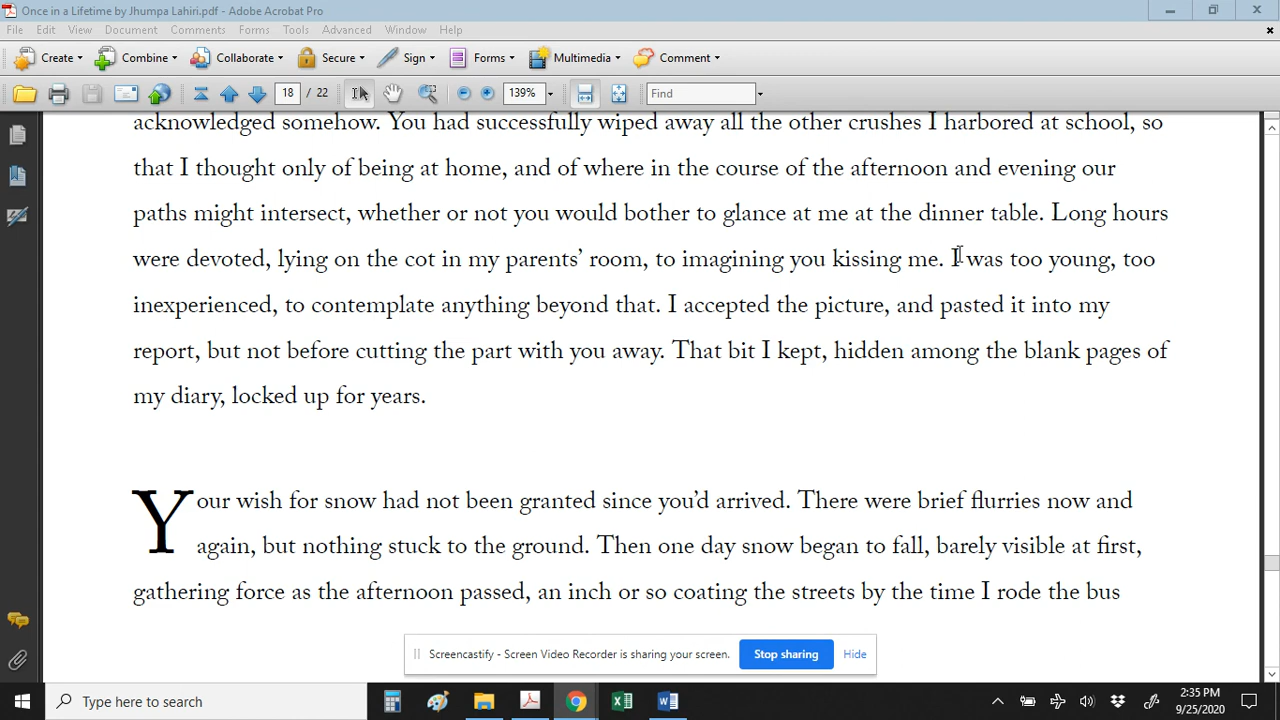 Once in a Lifetime by Jhumpa Lahiri.pdf - Adobe Acrobat Pro
File Edit View Document Comments Forms Tools Advanced Window Help
Create Combine Collaborate Secure Sign Forms Multimedia Comment
18 / 22 139% Find
acknowledged somehow. You had successfully wiped away all the other crushes I harbored at school, so
that I thought only of being at home, and of where in the course of the afternoon and evening our
paths might intersect, whether or not you would bother to glance at me at the dinner table. Long hours
were devoted, lying on the cot in my parents’ room, to imagining you kissing me. I was too young, too
inexperienced, to contemplate anything beyond that. I accepted the picture, and pasted it into my
report, but not before cutting the part with you away. That bit I kept, hidden among the blank pages of
my diary, locked up for years.
Your wish for snow had not been granted since you’d arrived. There were brief flurries now and
again, but nothing stuck to the ground. Then one day snow began to fall, barely visible at first,
gathering force as the afternoon passed, an inch or so coating the streets by the time I rode the bus
Screencastify - Screen Video Recorder is sharing your screen. Stop sharing Hide
Type here to search
2:35 PM
9/25/2020